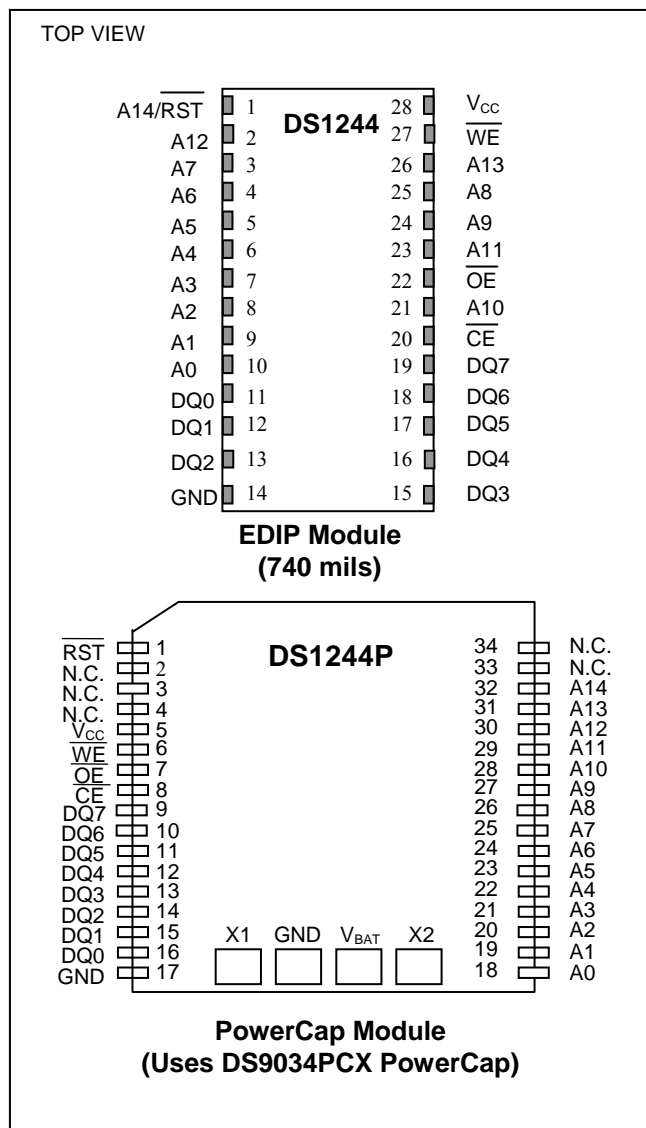 TOP VIEW
A14/RST 1 DS1244 28 VCC
A12 2 27 WE
A7 3 26 A13
A6 4 25 A8
A5 5 24 A9
A4 6 23 A11
A3 7 22 OE
A2 8 21 A10
A1 9 20 CE
A0 10 19 DQ7
DQ0 11 18 DQ6
DQ1 12 17 DQ5
DQ2 13 16 DQ4
GND 14 15 DQ3
EDIP Module
(740 mils)
RST 1 DS1244P 34 N.C.
N.C. 2 33 N.C.
N.C. 3 32 A14
N.C. 4 31 A13
VCC 5 30 A12
WE 6 29 A11
OE 7 28 A10
CE 8 27 A9
DQ7 9 26 A8
DQ6 10 25 A7
DQ5 11 24 A6
DQ4 12 23 A5
DQ3 13 22 A4
DQ2 14 21 A3
DQ1 15 X1 GND VBAT X2 20 A2
DQ0 16 19 A1
GND 17 18 A0
PowerCap Module
(Uses DS9034PCX PowerCap)